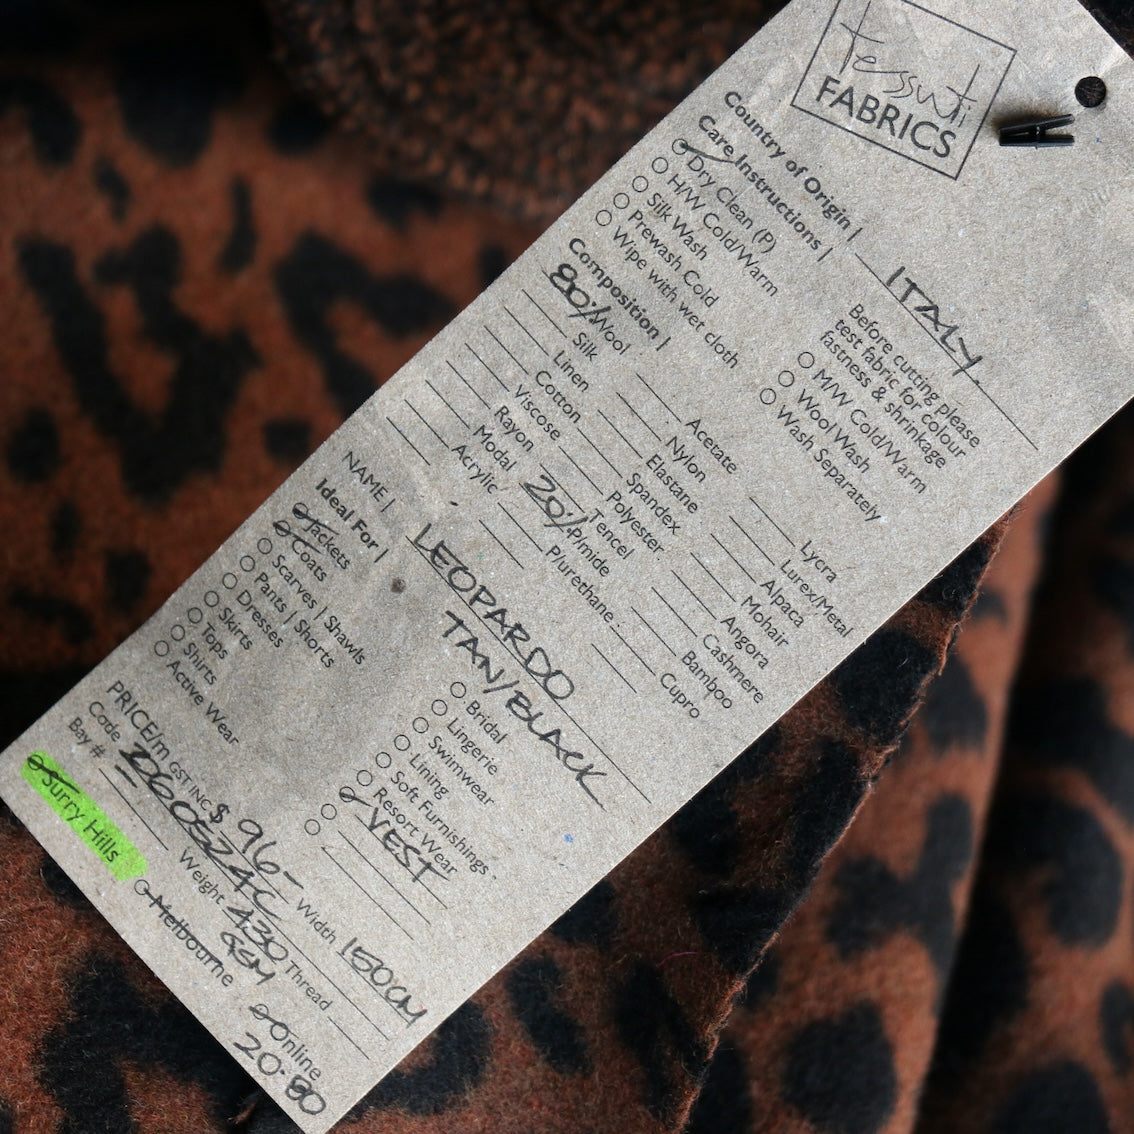 tessuti
FABRICS
Country of Origin | ITALY.
Care Instructions |
Dry Clean (P)
H/W Cold/Warm
Silk Wash
Prewash Cold
Wipe with wet cloth
Before cutting please
test fabric for colour
fastness & shrinkage
M/W Cold/Warm
Wool Wash
Wash Separately
Composition |
80% Wool
Silk
Linen
Cotton
Viscose
Rayon
Modal
Acrylic
Acetate
Nylon
Elastane
Spandex
Polyester
Tencel
20% P/mide
P/urethane
Lycra
Lurex/Metal
Alpaca
Mohair
Angora
Cashmere
Bamboo
Cupro
NAME | LEOPARDO
TAN/BLACK
Ideal For |
Jackets
Coats
Scarves | Shawls
Pants | Shorts
Dresses
Skirts
Tops
Shirts
Active Wear
Bridal
Lingerie
Swimwear
Lining
Soft Furnishings
Resort Wear
VEST
PRICE/m GST INC $96- Width 150CM
Code Weight 430 GSM Thread
Bay #
Surry Hills Melbourne Online
20.80